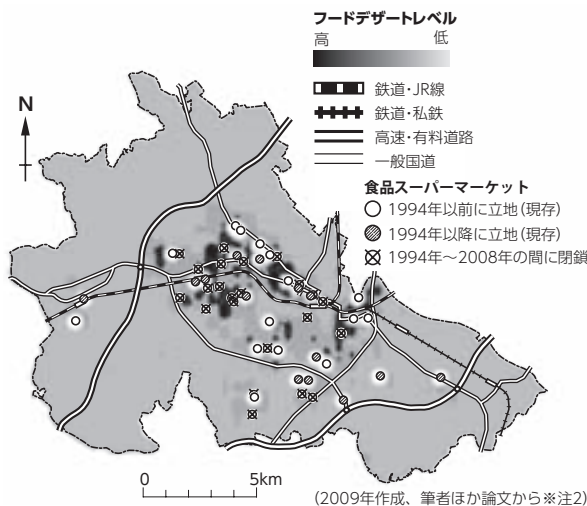 フードデザートレベル
高 低
鉄道・JR線
鉄道・私鉄
高速・有料道路
一般国道
食品スーパーマーケット
1994年以前に立地(現存)
1994年以降に立地(現存)
1994年〜2008年の間に閉鎖
N
0 5km
(2009年作成、筆者ほか論文から※注2)